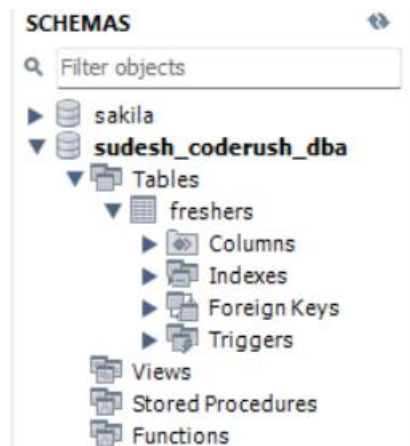 SCHEMAS
Filter objects
sakila
sudesh_coderush_dba
Tables
freshers
Columns
Indexes
Foreign Keys
Triggers
Views
Stored Procedures
Functions